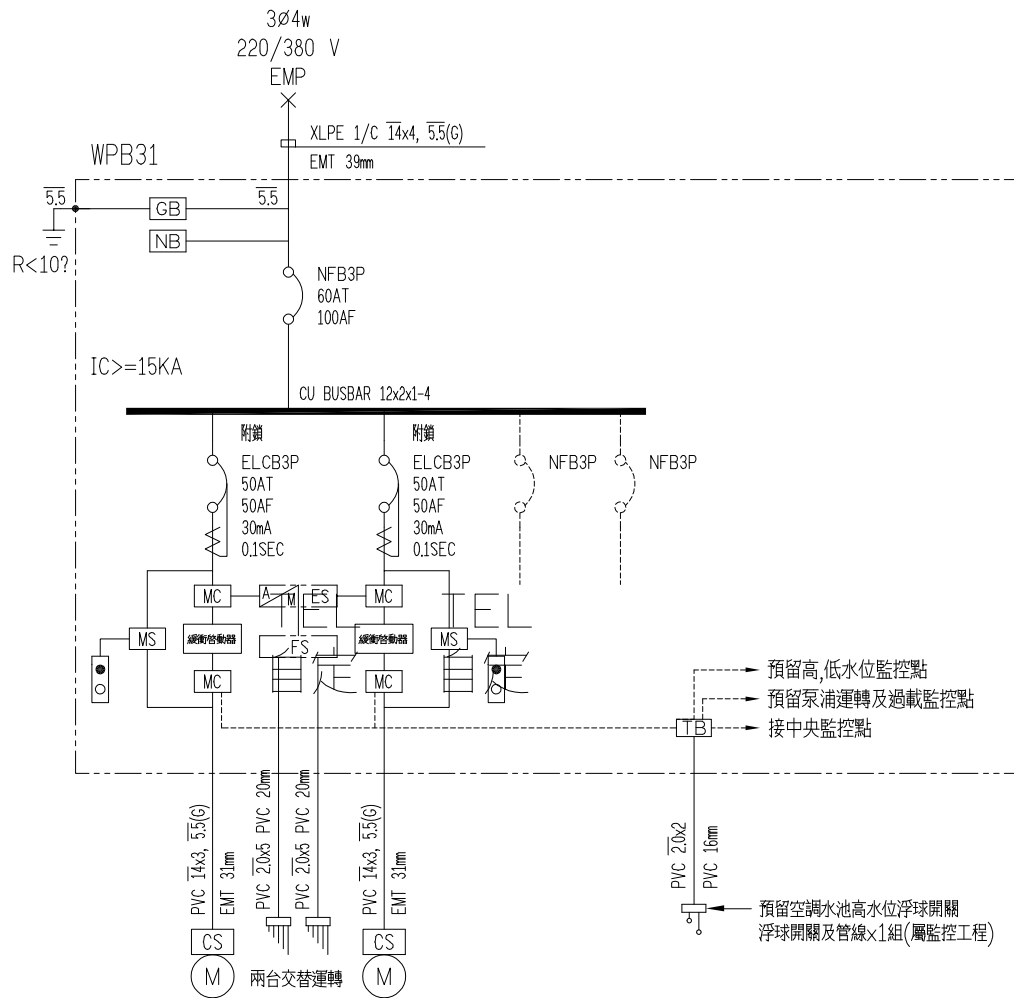 3Ø4w
220/380 V
EMP
XLPE 1/C 14x4, 5.5(G)
EMT 39mm
WPB31
5.5
GB
5.5
NB
R<10?
NFB3P
60AT
100AF
IC>=15KA
CU BUSBAR 12x2x1-4
附鎖
ELCB3P
50AT
50AF
30mA
0.1SEC
附鎖
ELCB3P
50AT
50AF
30mA
0.1SEC
NFB3P
NFB3P
MC
A
M
ES
MC
TEL
MS
緩衝啓動器
FS
緩衝啓動器
MS
MC
MC
預留高,低水位監控點
預留泵浦運轉及過載監控點
TB
接中央監控點
PVC 14x3, 5.5(G)
EMT 31mm
PVC 2.0x5 PVC 20mm
PVC 2.0x5 PVC 20mm
PVC 14x3, 5.5(G)
EMT 31mm
PVC 2.0x2
PVC 16mm
預留空調水池高水位浮球開關
浮球開關及管線x1組(屬監控工程)
CS
CS
M
兩台交替運轉
M